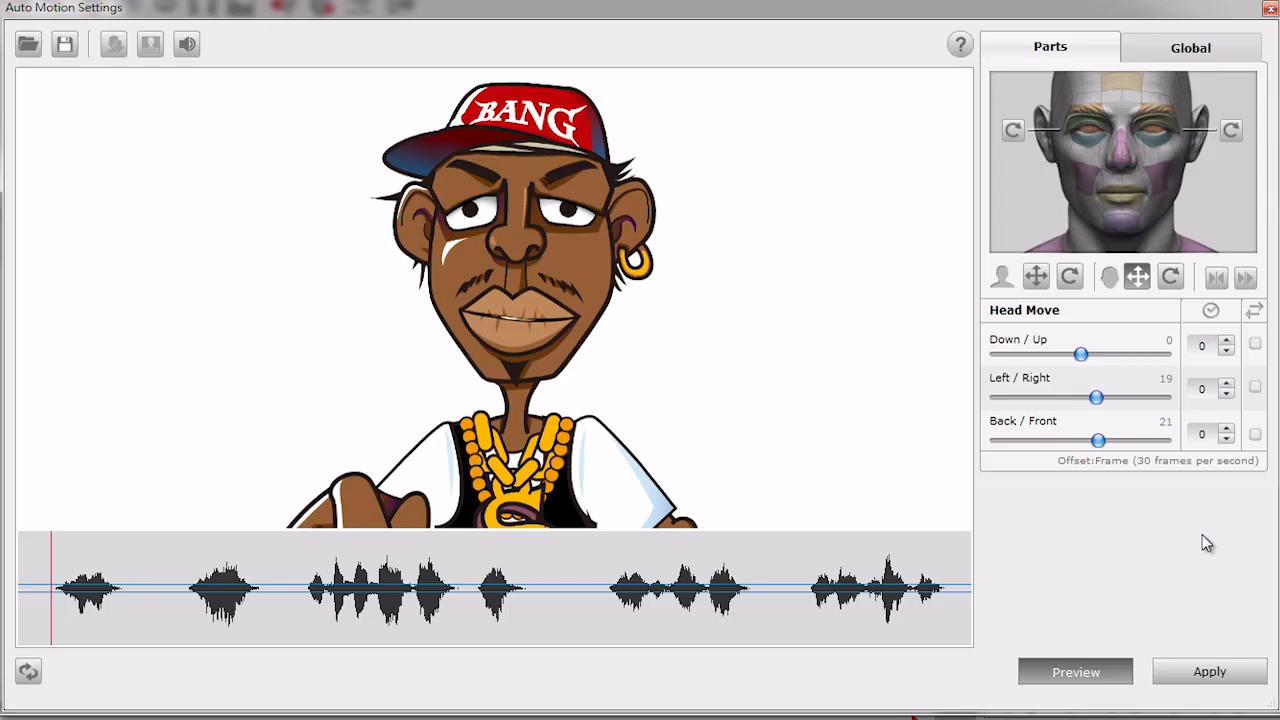 Auto Motion Settings
?
Parts
Global
BANG
Head Move
Down / Up
0
0
Left / Right
19
0
Back / Front
21
0
Offset:Frame (30 frames per second)
Preview
Apply